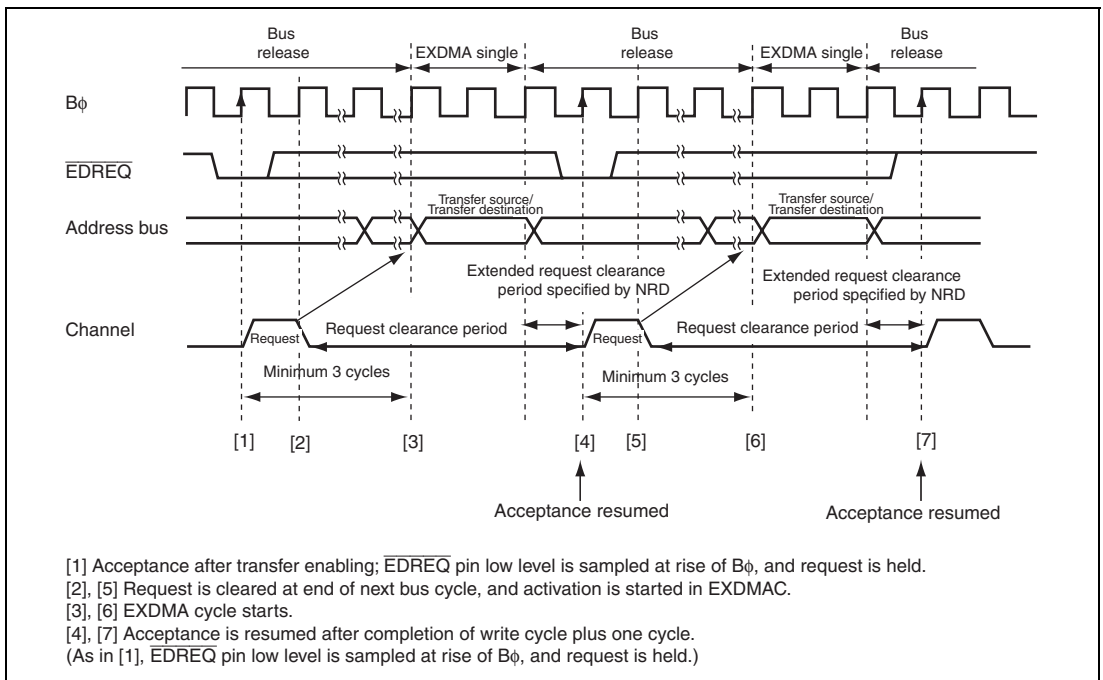 Bus release
EXDMA single
Bus release
EXDMA single
Bus release
Bφ
EDREQ
Transfer source/
Transfer destination
Transfer source/
Transfer destination
Address bus
Extended request clearance
period specified by NRD
Extended request clearance
period specified by NRD
Channel
Request
Request clearance period
Request
Request clearance period
Minimum 3 cycles
Minimum 3 cycles
[1] [2] [3] [4] [5] [6] [7]
Acceptance resumed
Acceptance resumed
[1] Acceptance after transfer enabling; EDREQ pin low level is sampled at rise of Bφ, and request is held.
[2], [5] Request is cleared at end of next bus cycle, and activation is started in EXDMAC.
[3], [6] EXDMA cycle starts.
[4], [7] Acceptance is resumed after completion of write cycle plus one cycle.
(As in [1], EDREQ pin low level is sampled at rise of Bφ, and request is held.)